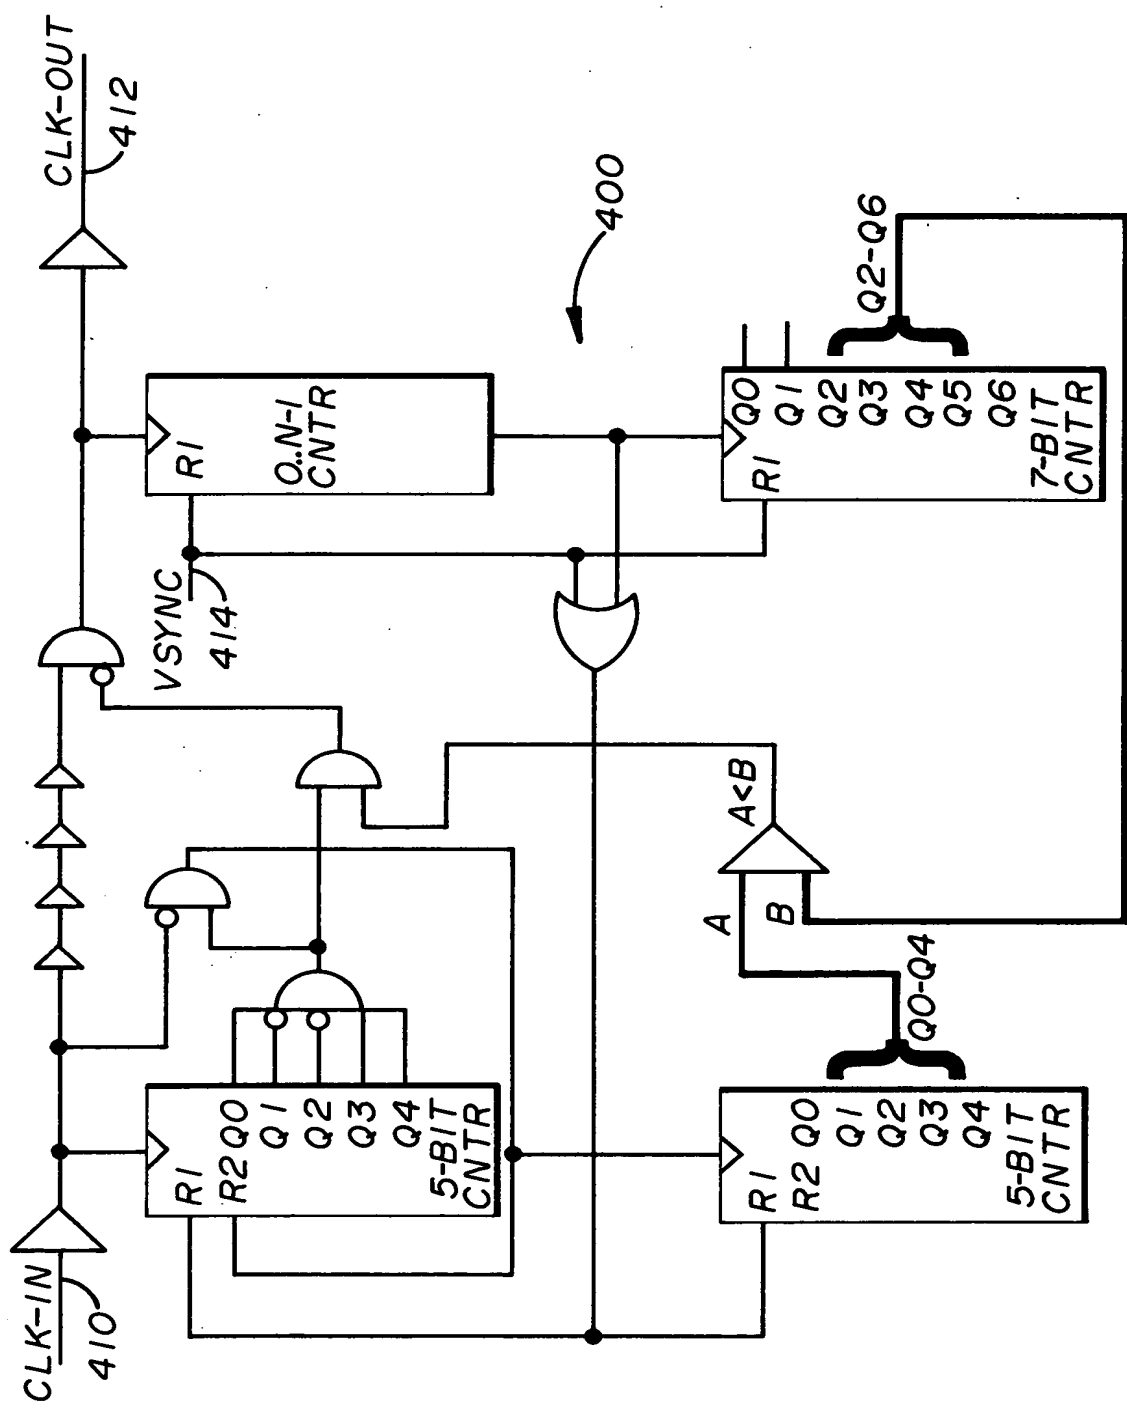 CLK-IN
410
R1
R2
Q0
Q1
Q2
Q3
Q4
5-BIT
CNTR
VSYNC
414
R1
0..N-1
CNTR
CLK-OUT
412
400
R1
R2
Q0
Q1
Q2
Q3
Q4
5-BIT
CNTR
Q0-Q4
A
B
A<B
R1
Q0
Q1
Q2
Q3
Q4
Q5
Q6
7-BIT
CNTR
Q2-Q6